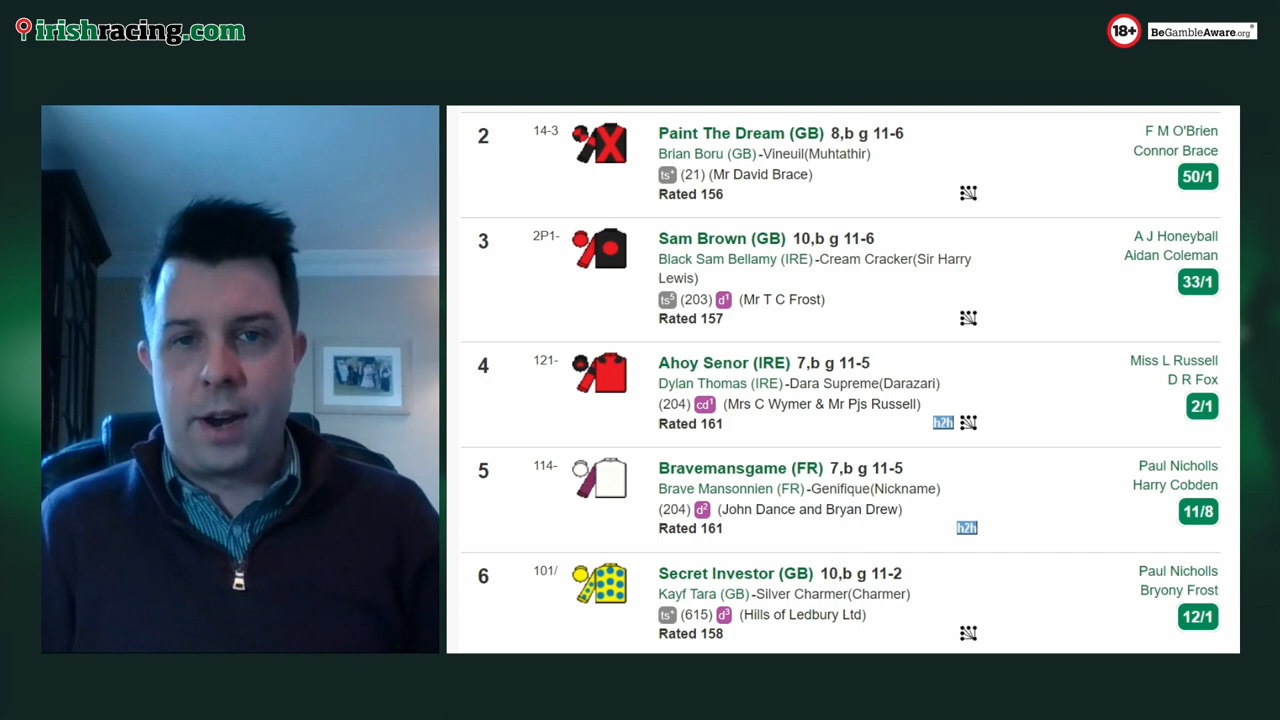 irishracing.com
18+
BeGambleAware.org®
2
14-3
Paint The Dream (GB) 8,b g 11-6
Brian Boru (GB)-Vineuil(Muhtathir)
ts+ (21) (Mr David Brace)
Rated 156
F M O'Brien
Connor Brace
50/1
3
2P1-
Sam Brown (GB) 10,b g 11-6
Black Sam Bellamy (IRE)-Cream Cracker(Sir Harry
Lewis)
ts5 (203) d1 (Mr T C Frost)
Rated 157
A J Honeyball
Aidan Coleman
33/1
4
121-
Ahoy Senor (IRE) 7,b g 11-5
Dylan Thomas (IRE)-Dara Supreme(Darazari)
(204) cd1 (Mrs C Wymer & Mr Pjs Russell)
Rated 161
h2h
Miss L Russell
D R Fox
2/1
5
114-
Bravemansgame (FR) 7,b g 11-5
Brave Mansonnien (FR)-Genifique(Nickname)
(204) d2 (John Dance and Bryan Drew)
Rated 161
h2h
Paul Nicholls
Harry Cobden
11/8
6
101/
Secret Investor (GB) 10,b g 11-2
Kayf Tara (GB)-Silver Charmer(Charmer)
ts+ (615) d3 (Hills of Ledbury Ltd)
Rated 158
Paul Nicholls
Bryony Frost
12/1